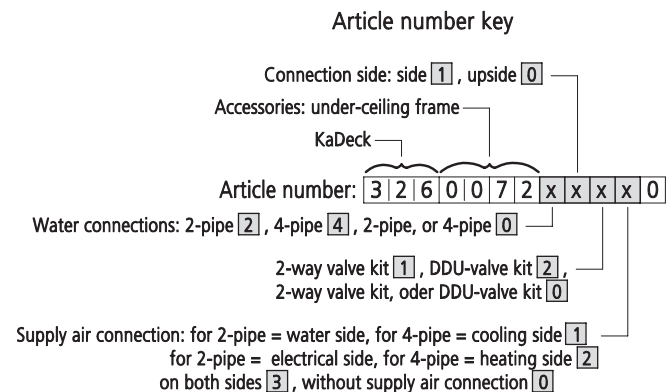 Article number key
Connection side: side 1 , upside 0
Accessories: under-ceiling frame
KaDeck
Article number: 3 2 6 0 0 7 2 x x x x 0
Water connections: 2-pipe 2 , 4-pipe 4 , 2-pipe, or 4-pipe 0
2-way valve kit 1 , DDU-valve kit 2 ,
2-way valve kit, oder DDU-valve kit 0
Supply air connection: for 2-pipe = water side, for 4-pipe = cooling side 1
for 2-pipe = electrical side, for 4-pipe = heating side 2
on both sides 3 , without supply air connection 0